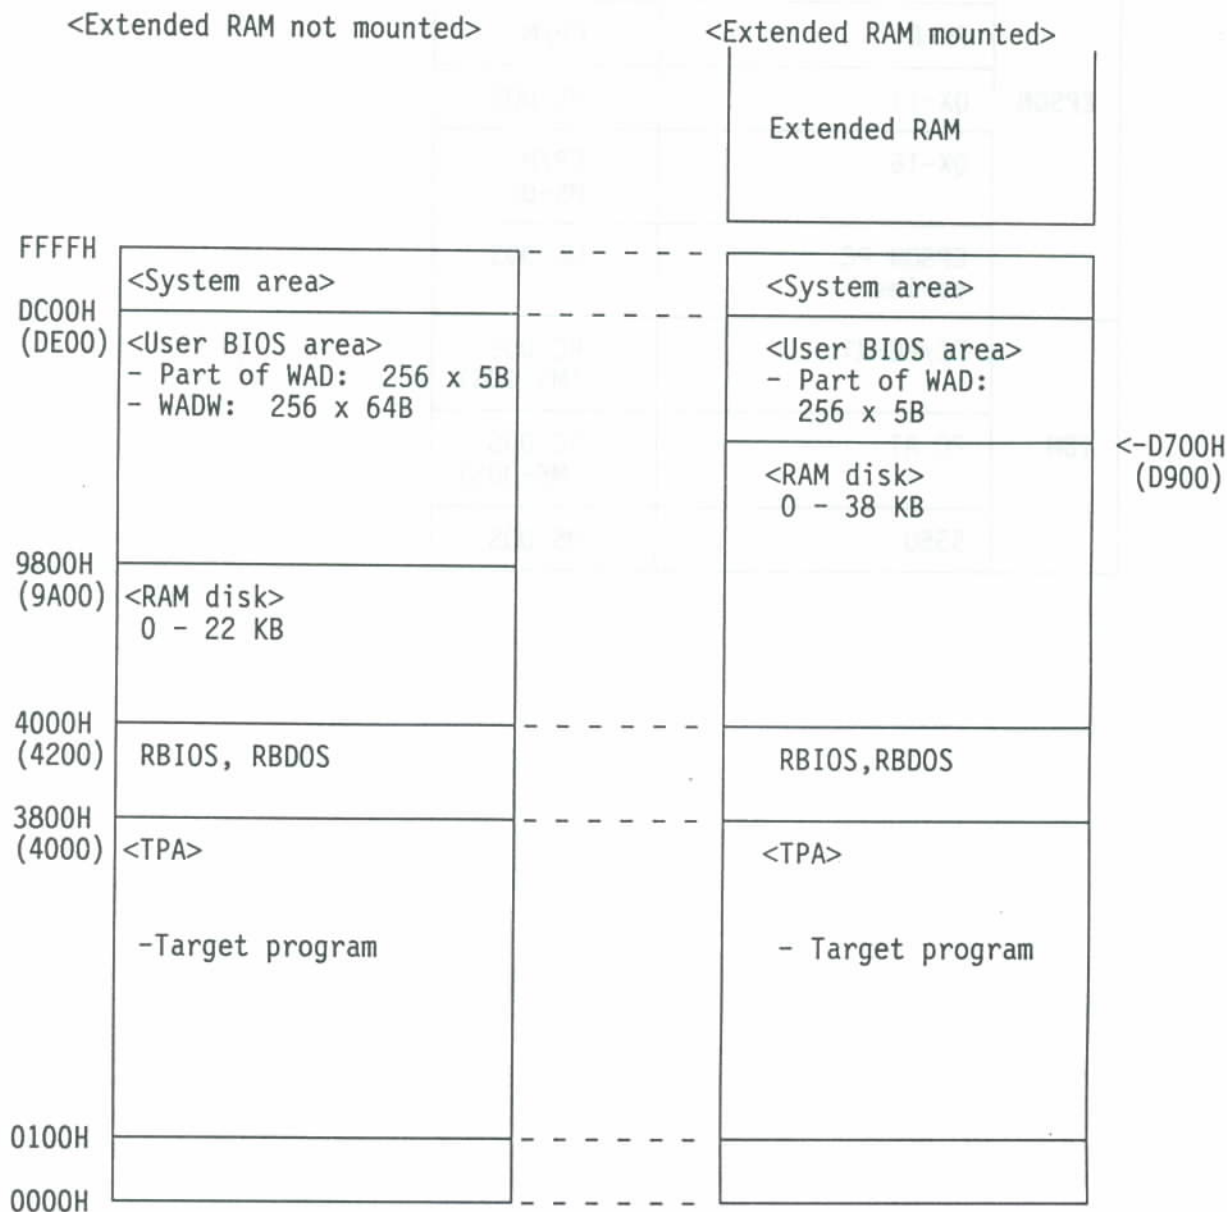 <Extended RAM not mounted>
<Extended RAM mounted>
Extended RAM
FFFFH
<System area>
<System area>
DC00H
(DE00)
<User BIOS area>
- Part of WAD: 256 x 5B
- WADW: 256 x 64B
<User BIOS area>
- Part of WAD:
256 x 5B
<-D700H
(D900)
<RAM disk>
0 - 38 KB
9800H
(9A00)
<RAM disk>
0 - 22 KB
4000H
(4200)
RBIOS, RBDOS
RBIOS,RBDOS
3800H
(4000)
<TPA>
<TPA>
-Target program
- Target program
0100H
0000H